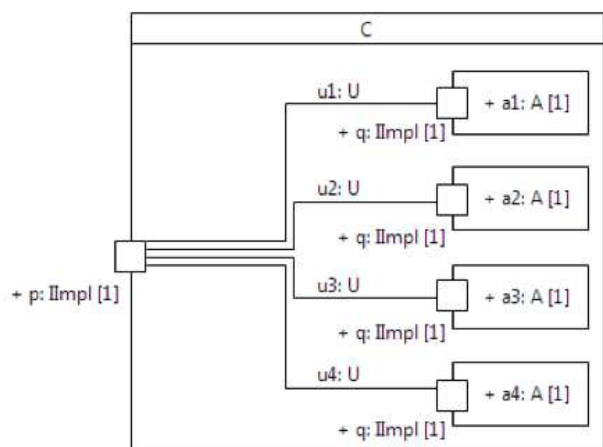 C
u1: U
+ a1: A [1]
+ q: IImpl [1]
u2: U
+ a2: A [1]
+ q: IImpl [1]
+ p: IImpl [1]
u3: U
+ a3: A [1]
+ q: IImpl [1]
u4: U
+ a4: A [1]
+ q: IImpl [1]